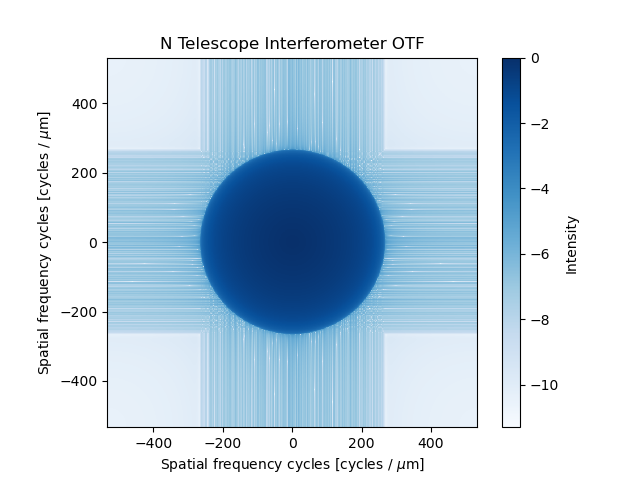 N Telescope Interferometer OTF
Spatial frequency cycles [cycles / μm]
400
200
0
−200
−400
−400 −200 0 200 400
Spatial frequency cycles [cycles / μm]
0
−2
−4
−6
−8
−10
Intensity